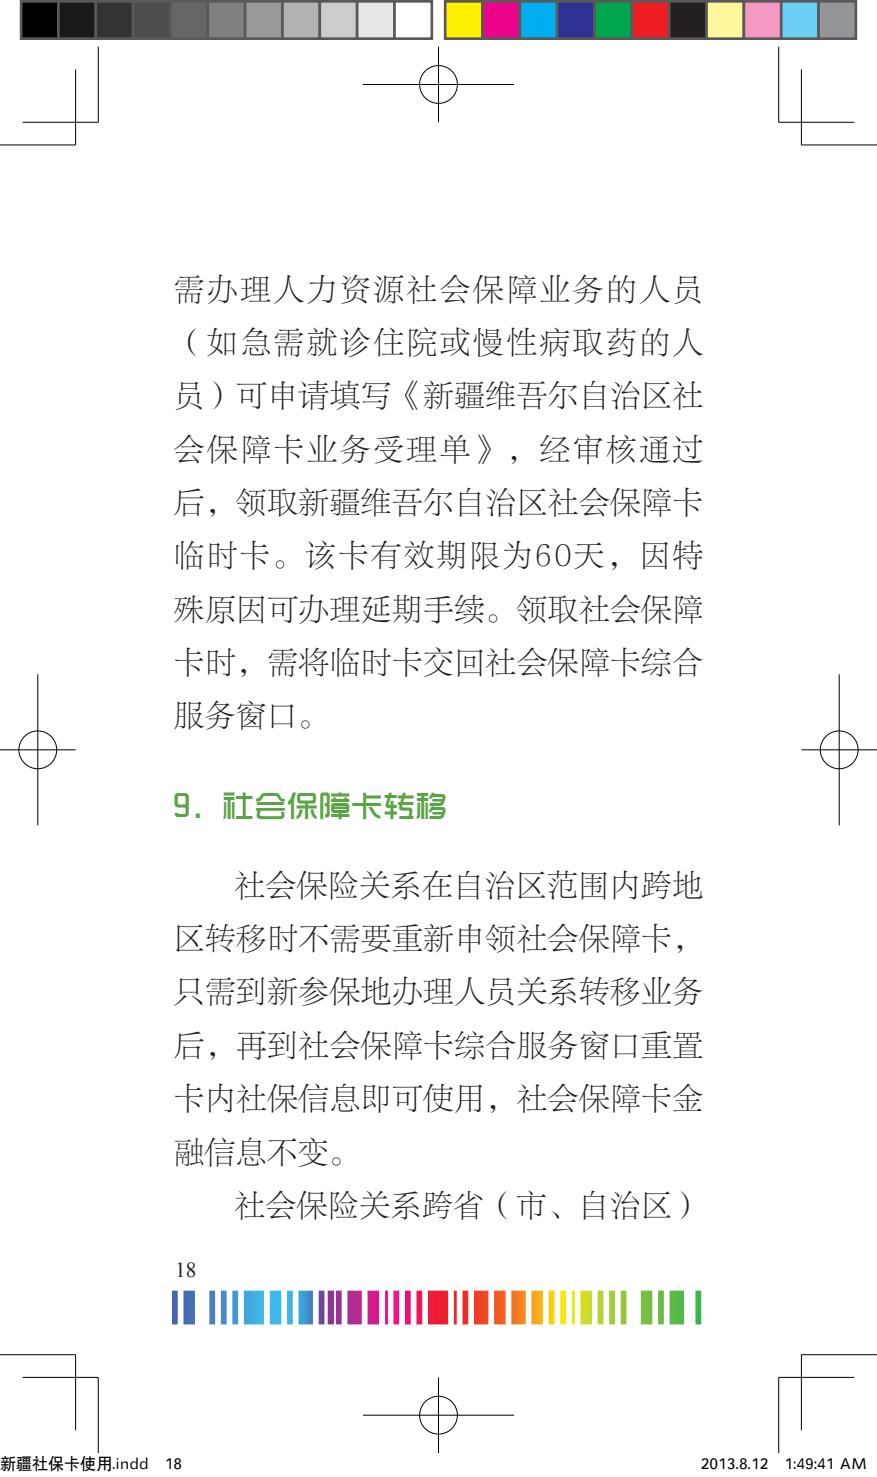 需办理人力资源社会保障业务的人员
（如急需就诊住院或慢性病取药的人
员）可申请填写《新疆维吾尔自治区社
会保障卡业务受理单》，经审核通过
后，领取新疆维吾尔自治区社会保障卡
临时卡。该卡有效期限为60天，因特
殊原因可办理延期手续。领取社会保障
卡时，需将临时卡交回社会保障卡综合
服务窗口。
9. 社会保障卡转移
社会保险关系在自治区范围内跨地
区转移时不需要重新申领社会保障卡，
只需到新参保地办理人员关系转移业务
后，再到社会保障卡综合服务窗口重置
卡内社保信息即可使用，社会保障卡金
融信息不变。
社会保险关系跨省（市、自治区）
18
新疆社保卡使用.indd 18 2013.8.12 1:49:41 AM